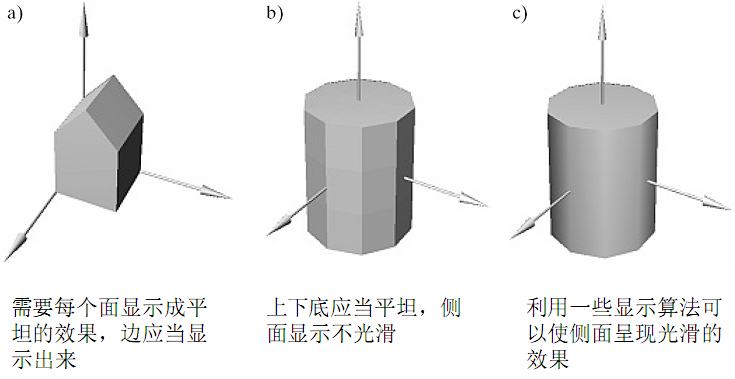 a)
b)
c)
需要每个面显示成平
坦的效果，边应当显
示出来
上下底应当平坦，侧
面显示不光滑
利用一些显示算法可
以使侧面呈现光滑的
效果